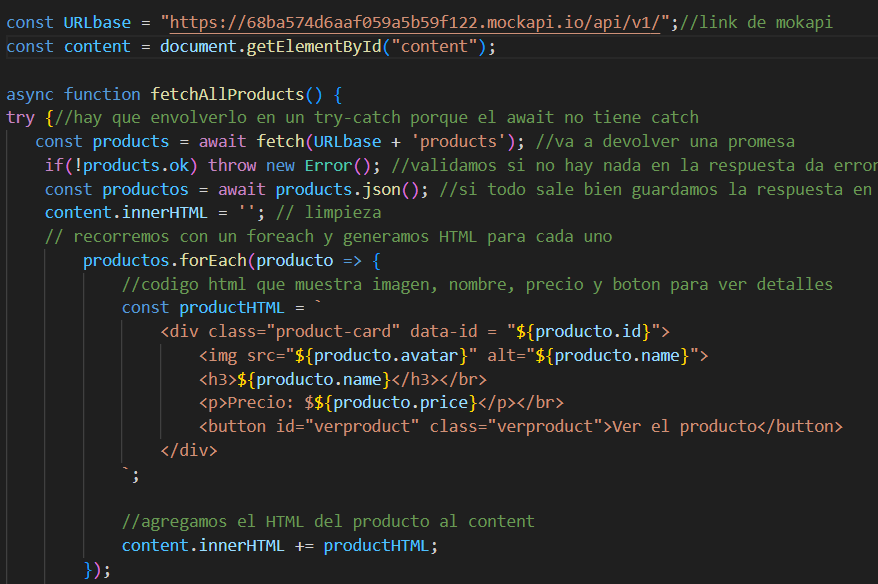 const URLbase = "https://68ba574d6aaf059a5b59f122.mockapi.io/api/v1/";//link de mokapi
const content = document.getElementById("content");
async function fetchAllProducts() {
try {//hay que envolverlo en un try-catch porque el await no tiene catch
const products = await fetch(URLbase + 'products'); //va a devolver una promesa
if(!products.ok) throw new Error(); //validamos si no hay nada en la respuesta da error
const productos = await products.json(); //si todo sale bien guardamos la respuesta en
content.innerHTML = ''; // limpieza
// recorremos con un foreach y generamos HTML para cada uno
productos.forEach(producto => {
//codigo html que muestra imagen, nombre, precio y boton para ver detalles
const productHTML = `
<div class="product-card" data-id = "${producto.id}">
<img src="${producto.avatar}" alt="${producto.name}">
<h3>${producto.name}</h3></br>
<p>Precio: $${producto.price}</p></br>
<button id="verproduct" class="verproduct">Ver el producto</button>
</div>
`;
//agregamos el HTML del producto al content
content.innerHTML += productHTML;
});